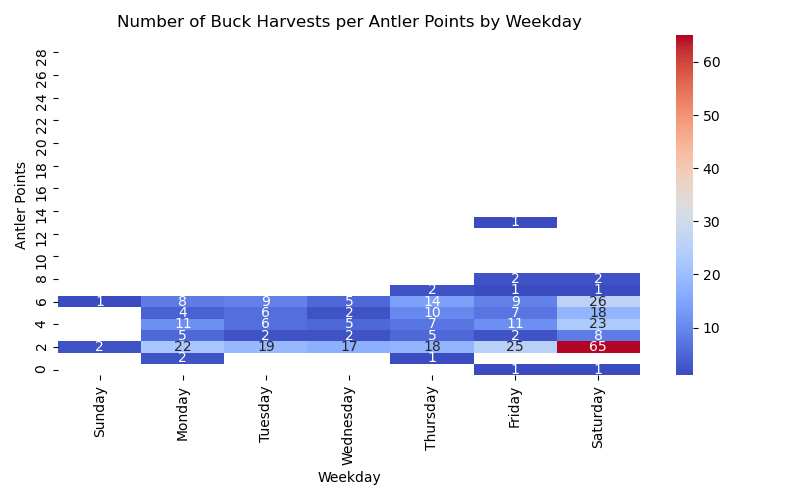 Number of Buck Harvests per Antler Points by Weekday
28
26
24
22
20
18
16
14
12
10
8
6
4
2
0
Antler Points
1
2 2
2 1 1
1 8 9 5 14 9 26
4 6 2 10 7 18
11 6 5 7 11 23
5 2 2 5 2 8
2 22 19 17 18 25 65
2 1
1 1
Sunday Monday Tuesday Wednesday Thursday Friday Saturday
Weekday
60
50
40
30
20
10